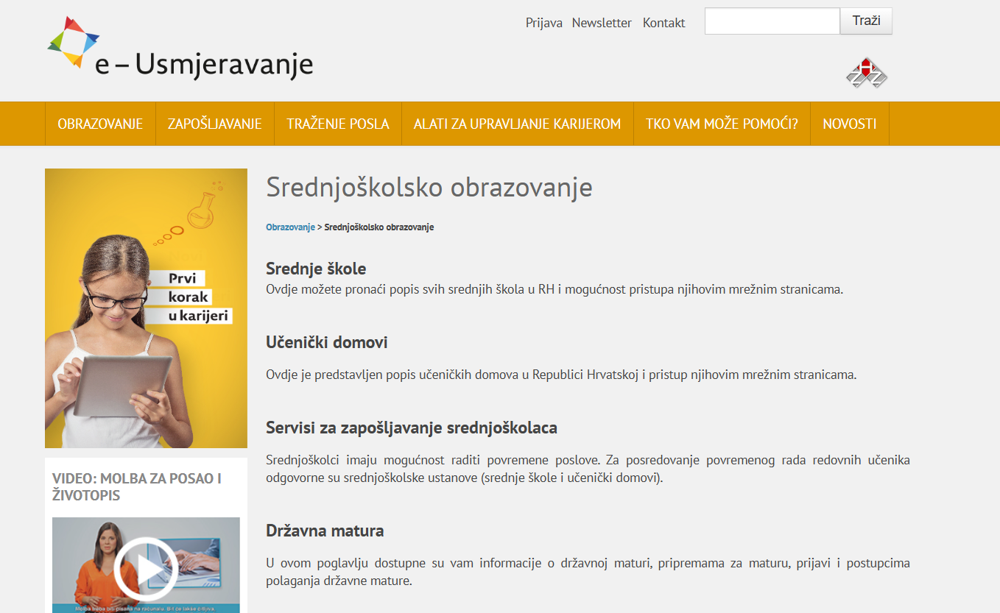 Prijava Newsletter Kontakt Traži
e – Usmjeravanje
HZZ
OBRAZOVANJE ZAPOŠLJAVANJE TRAŽENJE POSLA ALATI ZA UPRAVLJANJE KARIJEROM TKO VAM MOŽE POMOĆI? NOVOSTI
Prvi
korak
u karijeri
VIDEO: MOLBA ZA POSAO I
ŽIVOTOPIS
Molba treba biti pisana na računalu. Bit će lakše čitljiva
Srednjoškolsko obrazovanje
Obrazovanje > Srednjoškolsko obrazovanje
Srednje škole
Ovdje možete pronaći popis svih srednjih škola u RH i mogućnost pristupa njihovim mrežnim stranicama.
Učenički domovi
Ovdje je predstavljen popis učeničkih domova u Republici Hrvatskoj i pristup njihovim mrežnim stranicama.
Servisi za zapošljavanje srednjoškolaca
Srednjoškolci imaju mogućnost raditi povremene poslove. Za posredovanje povremenog rada redovnih učenika
odgovorne su srednjoškolske ustanove (srednje škole i učenički domovi).
Državna matura
U ovom poglavlju dostupne su vam informacije o državnoj maturi, pripremama za maturu, prijavi i postupcima
polaganja državne mature.